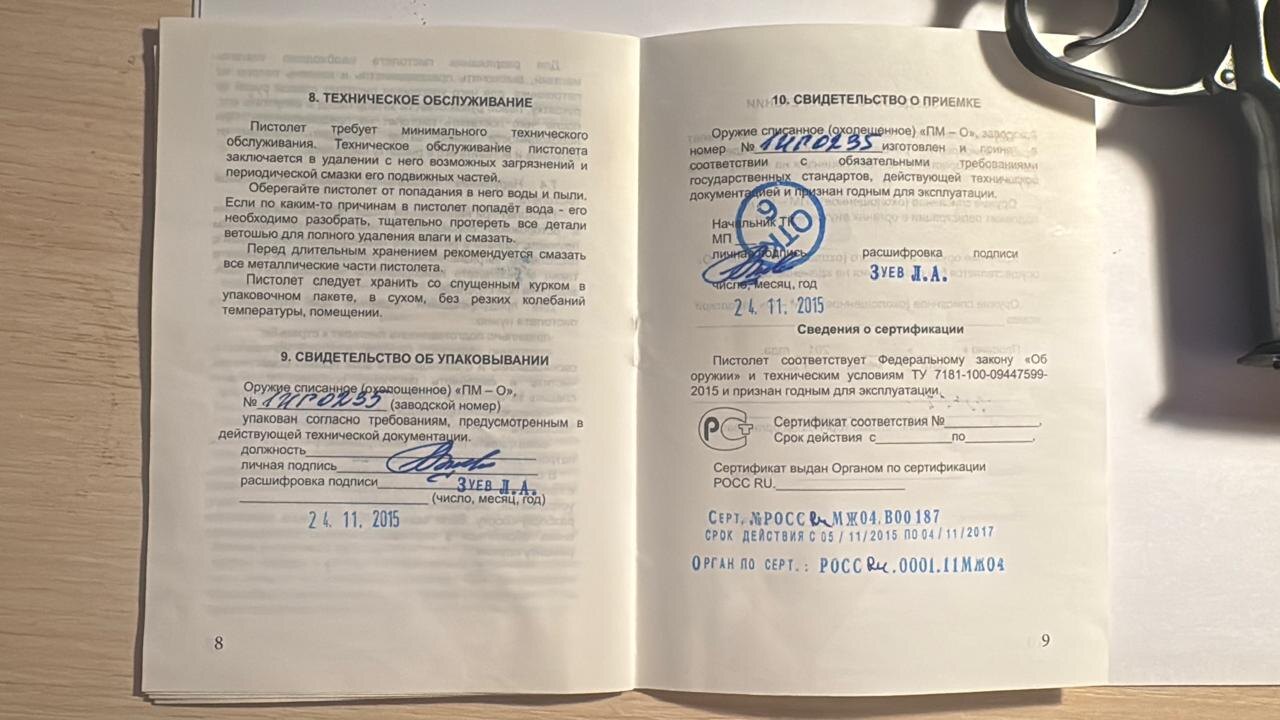 8. ТЕХНИЧЕСКОЕ ОБСЛУЖИВАНИЕ
Пистолет требует минимального технического
обслуживания. Техническое обслуживание пистолета
заключается в удалении с него возможных загрязнений и
периодической смазки его подвижных частей.
Оберегайте пистолет от попадания в него воды и пыли.
Если по каким-то причинам в пистолет попадёт вода - его
необходимо разобрать, тщательно протереть все детали
ветошью для полного удаления влаги и смазать.
Перед длительным хранением рекомендуется смазать
все металлические части пистолета.
Пистолет следует хранить со спущенным курком в
упаковочном пакете, в сухом, без резких колебаний
температуры, помещении.
9. СВИДЕТЕЛЬСТВО ОБ УПАКОВЫВАНИИ
Оружие списанное (охолощенное) «ПМ – О»,
№ (заводской номер)
упакован согласно требованиям, предусмотренным в
действующей технической документации.
должность
личная подпись
расшифровка подписи ЗУЕВ Л.А.
(число, месяц, год)
24. 11. 2015
8
10. СВИДЕТЕЛЬСТВО О ПРИЕМКЕ
Оружие списанное (охолощенное) «ПМ – О», заводской
номер № изготовлен и принят в
соответствии с обязательными требованиями
государственных стандартов, действующей технической
документацией и признан годным для эксплуатации.
ОТК 9
Начальник ТК
МП
личная подпись расшифровка подписи
ЗУЕВ Л.А.
число, месяц, год
24. 11. 2015
Сведения о сертификации
Пистолет соответствует Федеральному закону «Об
оружии» и техническим условиям ТУ 7181-100-09447599-
2015 и признан годным для эксплуатации.
Сертификат соответствия №,
Срок действия с по,
Сертификат выдан Органом по сертификации
РОСС RU.
СЕРТ. №РОСС Ru МЖ04.В00187
СРОК ДЕЙСТВИЯ С 05/11/2015 ПО 04/11/2017
ОРГАН ПО СЕРТ.: РОСС Ru.0001.11МЖ04
9